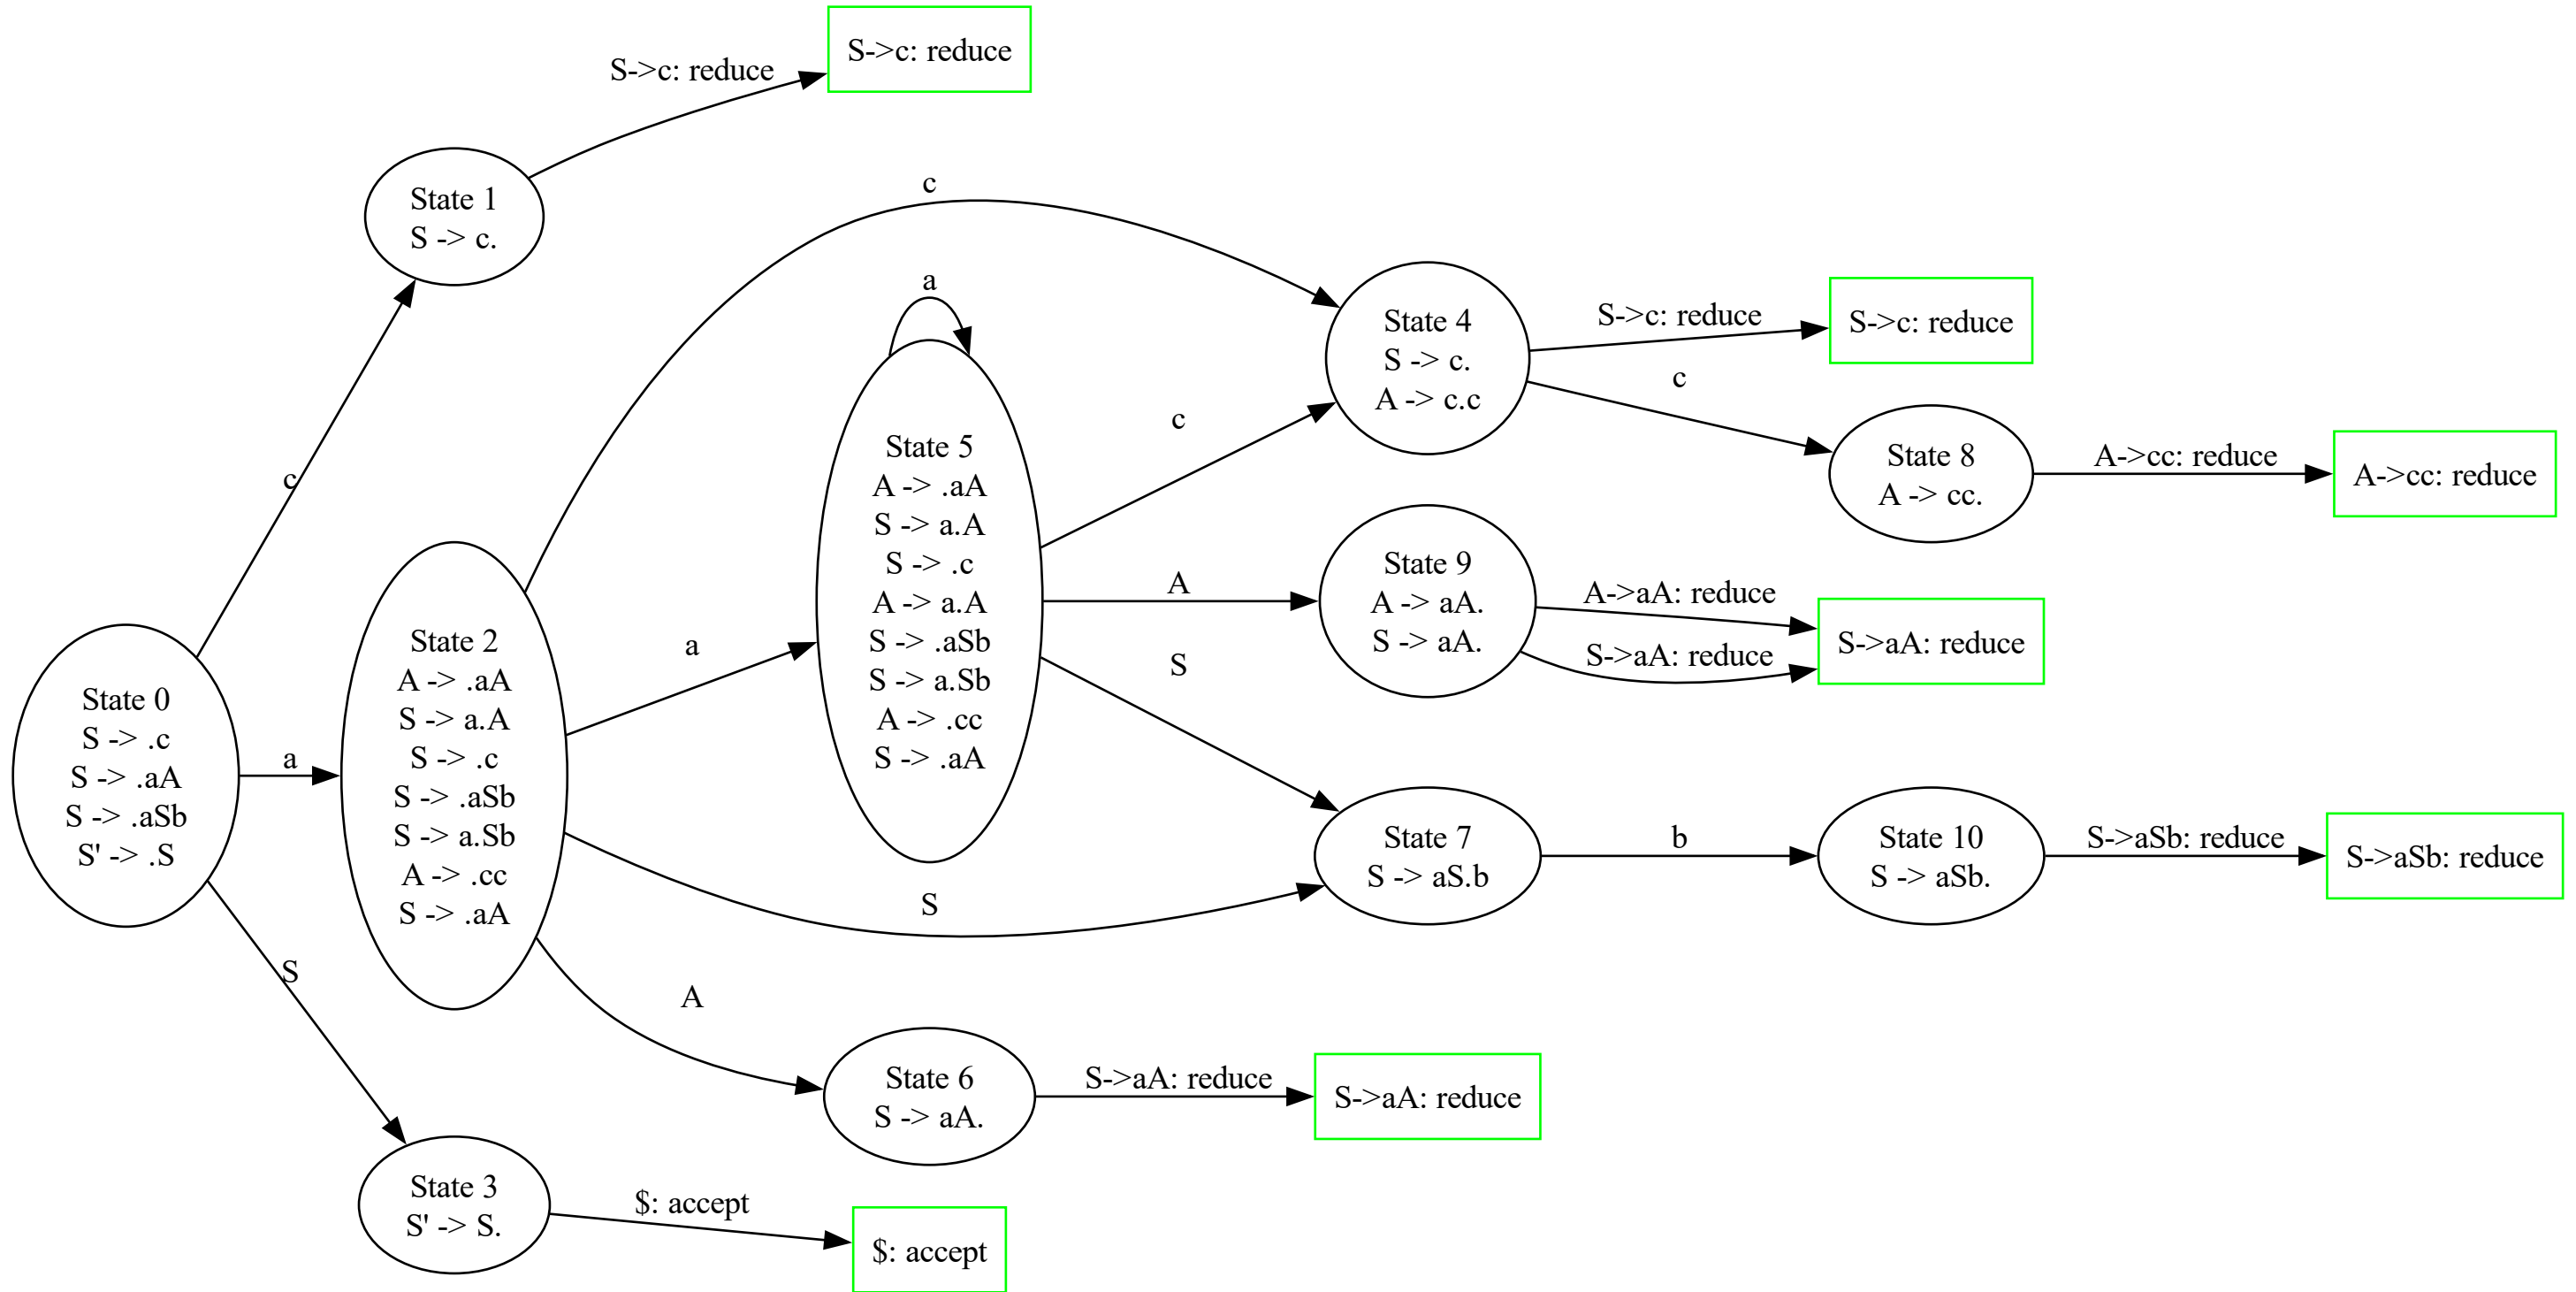 S->c: reduce
S->c: reduce
State 1
S -> c.
c
a
c
State 4
S -> c.
A -> c.c
S->c: reduce
S->c: reduce
c
State 8
A -> cc.
A->cc: reduce
A->cc: reduce
State 5
A -> .aA
S -> a.A
S -> .c
A -> a.A
S -> .aSb
S -> a.Sb
A -> .cc
S -> .aA
c
A
S
State 9
A -> aA.
S -> aA.
A->aA: reduce
S->aA: reduce
S->aA: reduce
c
State 0
S -> .c
S -> .aA
S -> .aSb
S' -> .S
a
S
State 2
A -> .aA
S -> a.A
S -> .c
S -> .aSb
S -> a.Sb
A -> .cc
S -> .aA
a
S
A
State 7
S -> aS.b
b
State 10
S -> aSb.
S->aSb: reduce
S->aSb: reduce
State 6
S -> aA.
S->aA: reduce
S->aA: reduce
State 3
S' -> S.
$: accept
$: accept